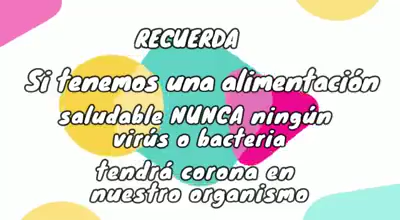 RECUERDA
Si tenemos una alimentación
saludable NUNCA ningún
virús o bacteria
tendrá corona en
nuestro organismo